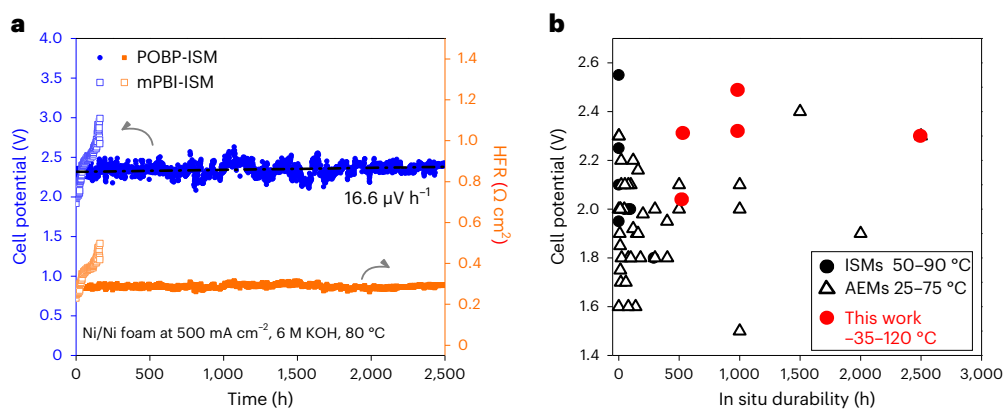 a
4.0
3.5
3.0
2.5
2.0
1.5
1.0
0.5
0
Cell potential (V)
POBP-ISM
mPBI-ISM
16.6 µV h⁻¹
Ni/Ni foam at 500 mA cm⁻², 6 M KOH, 80 °C
1.4
1.2
1.0
0.8
0.6
0.4
0.2
0
HFR (Ω cm²)
0 500 1,000 1,500 2,000 2,500
Time (h)
b
2.6
2.4
2.2
2.0
1.8
1.6
1.4
Cell potential (V)
ISMs 50–90 °C
AEMs 25–75 °C
This work
–35–120 °C
0 500 1,000 1,500 2,000 2,500 3,000
In situ durability (h)